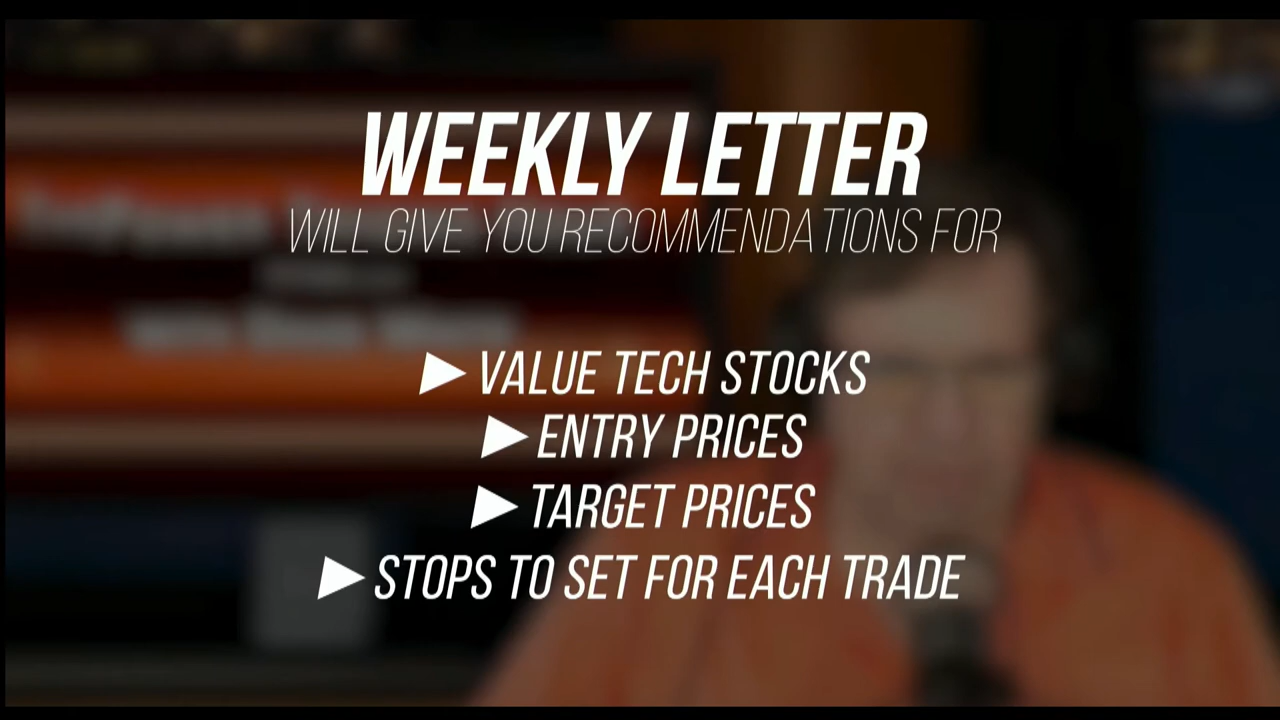 WEEKLY LETTER
WILL GIVE YOU RECOMMENDATIONS FOR
▶ VALUE TECH STOCKS
▶ ENTRY PRICES
▶ TARGET PRICES
▶ STOPS TO SET FOR EACH TRADE